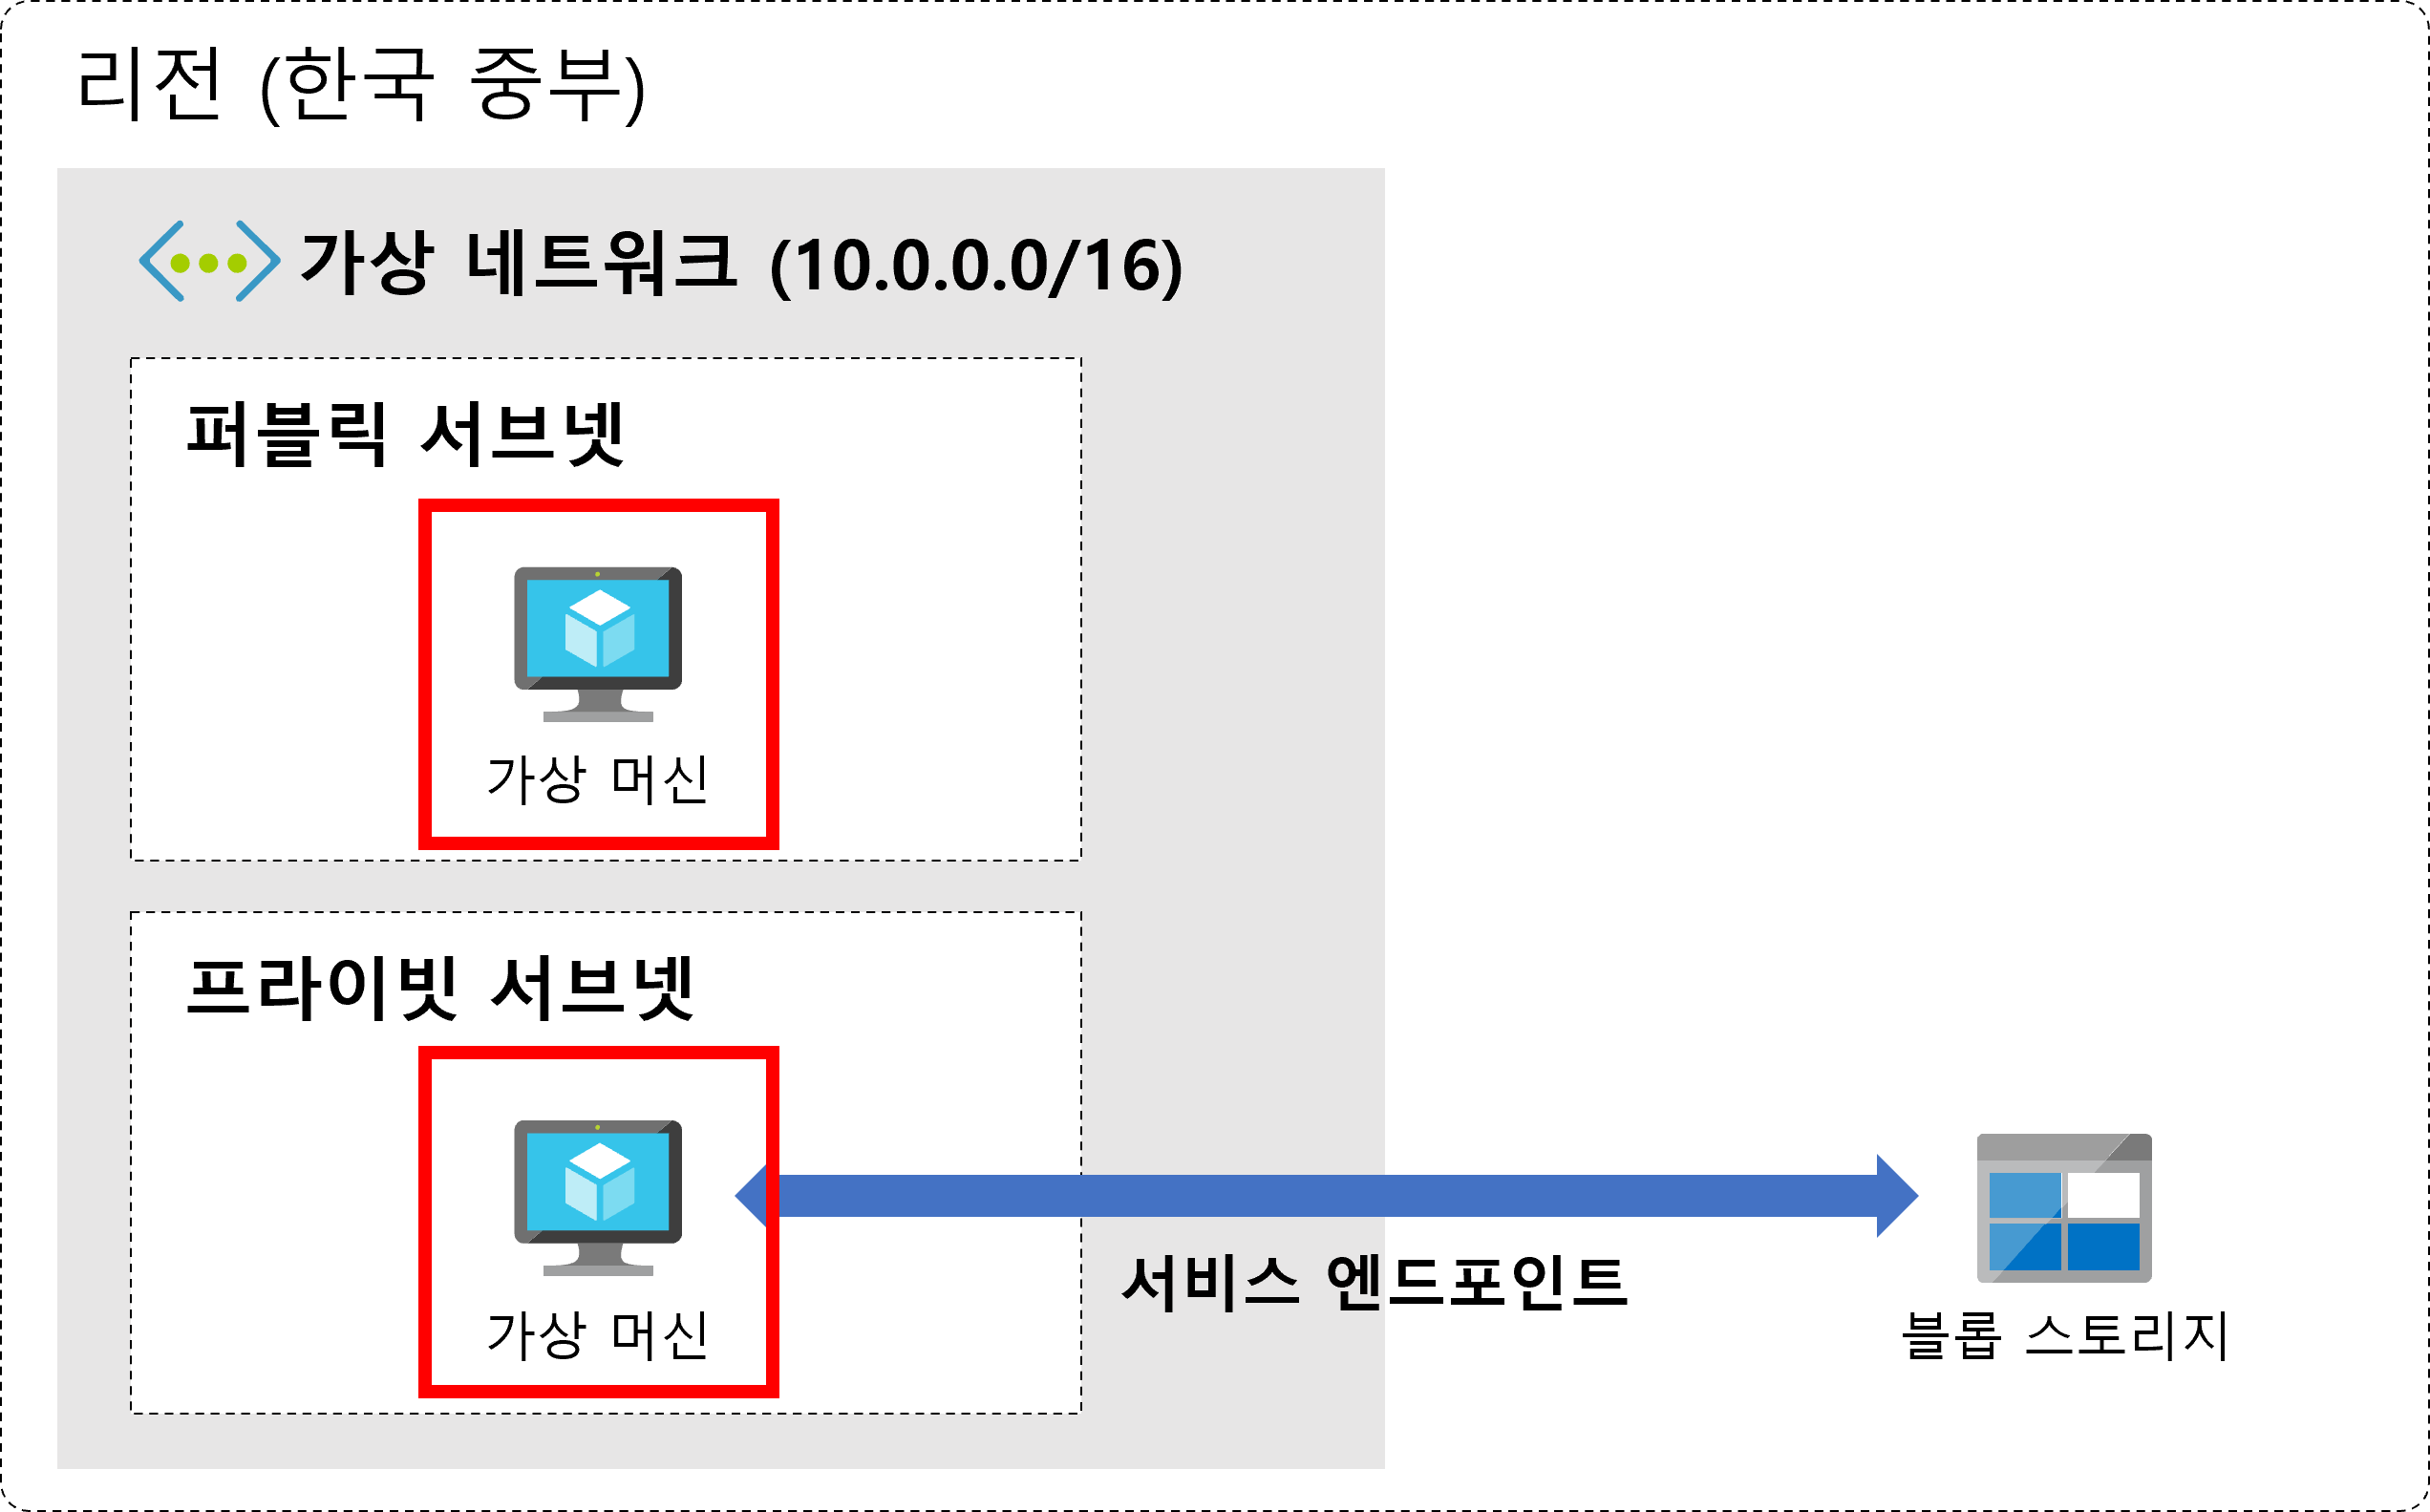 리전 (한국 중부)
가상 네트워크 (10.0.0.0/16)
퍼블릭 서브넷
가상 머신
프라이빗 서브넷
가상 머신
서비스 엔드포인트
블롭 스토리지